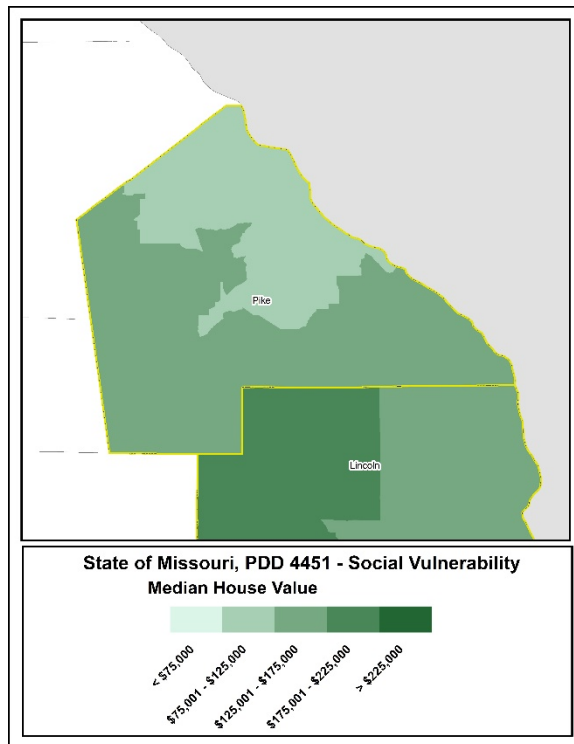 Pike
Lincoln
State of Missouri, PDD 4451 - Social Vulnerability
Median House Value
< $75,000
$75,001 - $125,000
$125,001 - $175,000
$175,001 - $225,000
> $225,000